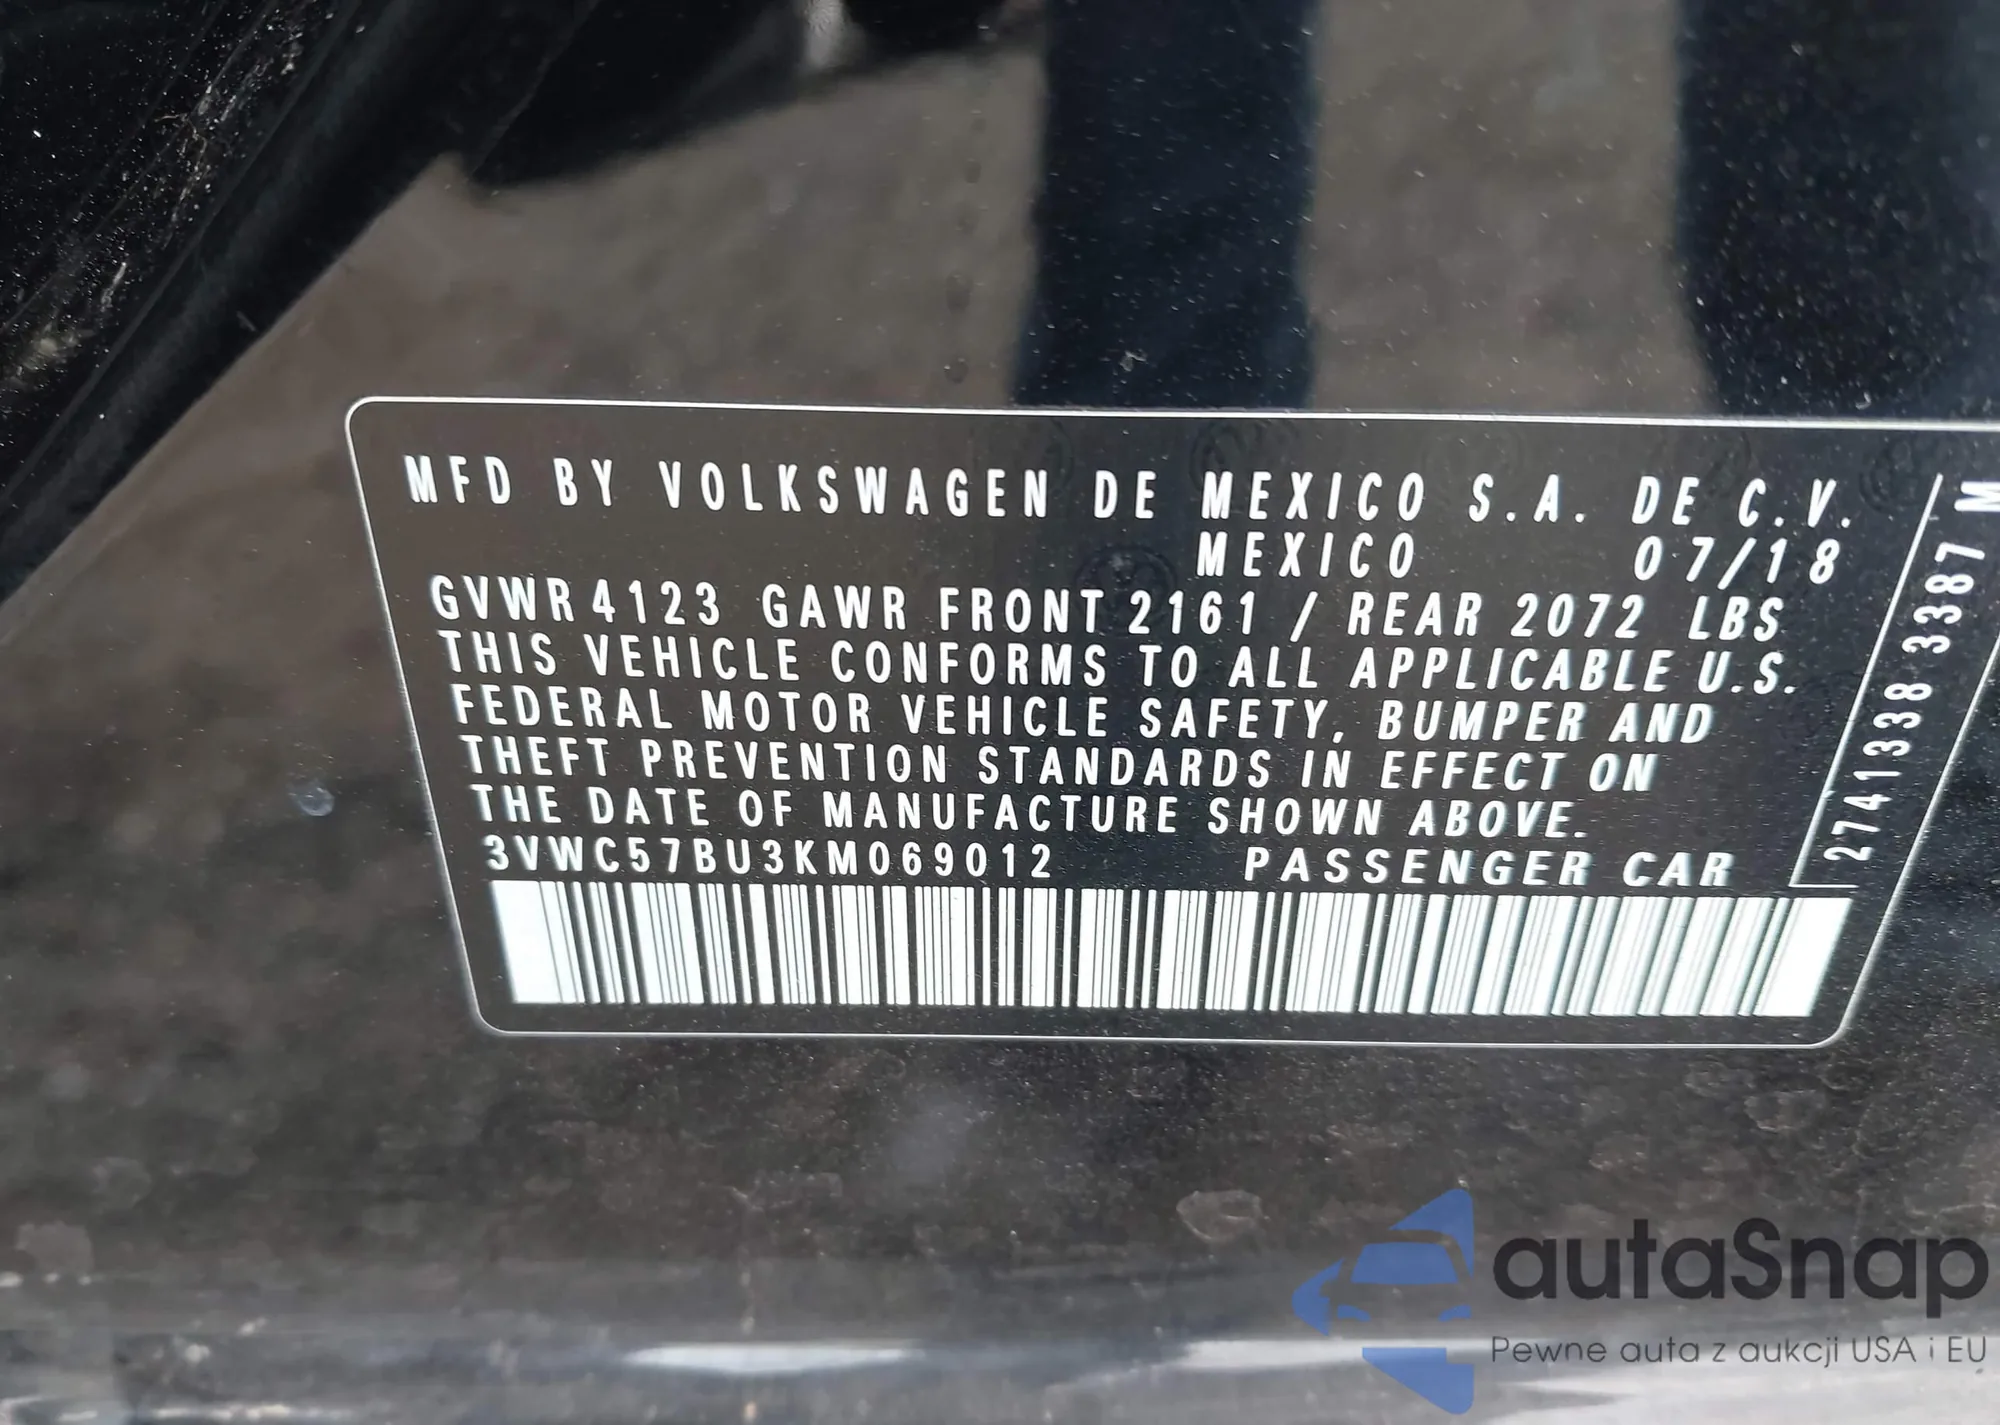 MFD BY VOLKSWAGEN DE MEXICO S.A. DE C.V.
MEXICO 07/18
GVWR 4123 GAWR FRONT 2161 / REAR 2072 LBS
THIS VEHICLE CONFORMS TO ALL APPLICABLE U.S.
FEDERAL MOTOR VEHICLE SAFETY, BUMPER AND
THEFT PREVENTION STANDARDS IN EFFECT ON
THE DATE OF MANUFACTURE SHOWN ABOVE.
3VWC57BU3KM069012 PASSENGER CAR
2741338 3387 M
autaSnap
Pewne auta z aukcji USA i EU